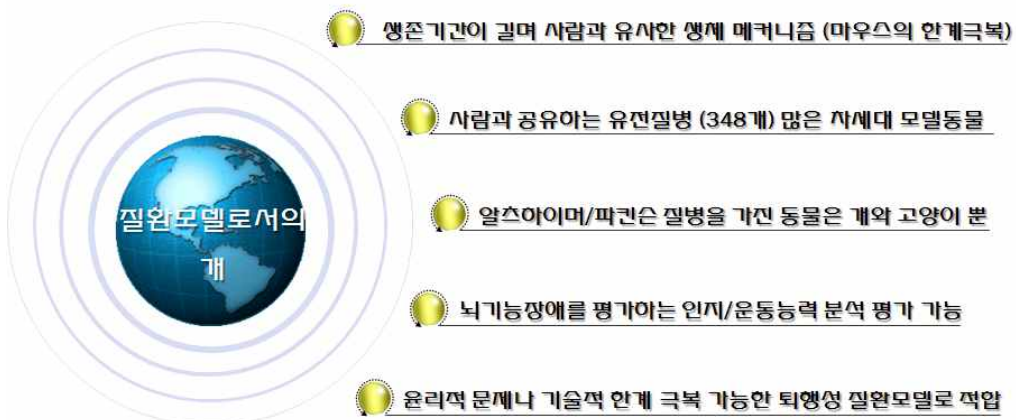 생존기간이 길며 사람과 유사한 생체 메커니즘 (마우스의 한계극복)
사람과 공유하는 유전질병 (348개) 많은 차세대 모델동물
질환모델로서의
개
알츠하이머/파킨슨 질병을 가진 동물은 개와 고양이 뿐
뇌기능장애를 평가하는 인지/운동능력 분석 평가 가능
윤리적 문제나 기술적 한계 극복 가능한 퇴행성 질환모델로 적합